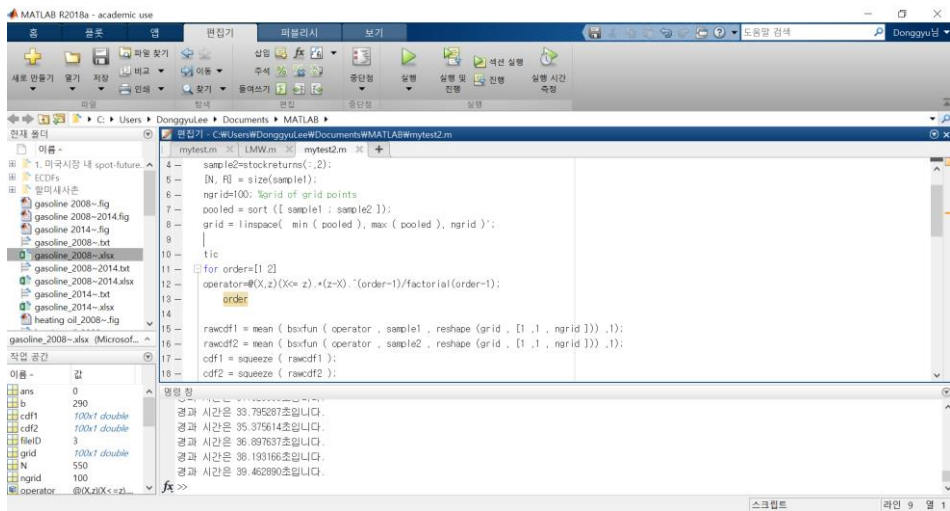 MATLAB R2018a - academic use
홈 플롯 앱 편집기 퍼블리시 보기
도움말 검색
Donggyu님
새로 만들기 열기 저장
파일 찾기
비교
인쇄
이동
찾기
삽입
주석
들여쓰기
중단점
실행
실행 및 진행
섹션 실행
진행
실행 시간 측정
파일 탐색 편집 중단점 실행
C: Users DonggyuLee Documents MATLAB
현재 폴더
이름
1. 미국시장 내 spot-future.
ECDFs
할미새사촌
gasoline 2008~.fig
gasoline 2008~2014.fig
gasoline 2014~.fig
gasoline_2008~.txt
gasoline_2008~.xlsx
gasoline_2008~2014.txt
gasoline_2008~2014.xlsx
gasoline_2014~.txt
gasoline_2014~.xlsx
heating oil_2008~.fig
gasoline_2008~.xlsx (Microsof...
작업 공간
이름 값
ans 0
b 290
cdf1 100x1 double
cdf2 100x1 double
fileID 3
grid 100x1 double
N 550
ngrid 100
operator @(X,z)(X<=z)....
편집기 - C:₩Users₩DonggyuLee₩Documents₩MATLAB₩mytest2.m
mytest.m LMW.m mytest2.m
4 sample2=stockreturns(:,2);
5 [N, R] = size(sample1);
6 ngrid=100; %grid of grid points
7 pooled = sort ([ sample1 ; sample2 ]);
8 grid = linspace( min ( pooled ), max ( pooled ), ngrid )';
9
10 tic
11 for order=[1 2]
12 operator=@(X,z)(X<= z).*(z-X).^(order-1)/factorial(order-1);
13 order
14
15 rawcdf1 = mean ( bsxfun ( operator , sample1 , reshape (grid , [1 ,1 , ngrid ])) ,1);
16 rawcdf2 = mean ( bsxfun ( operator , sample2 , reshape (grid , [1 ,1 , ngrid ])) ,1);
17 cdf1 = squeeze ( rawcdf1 );
18 cdf2 = squeeze ( rawcdf2 );
명령 창
경과 시간은 33.795287초입니다.
경과 시간은 35.375614초입니다.
경과 시간은 36.897637초입니다.
경과 시간은 38.193166초입니다.
경과 시간은 39.462890초입니다.
fx >>
스크립트 라인 9 열 1